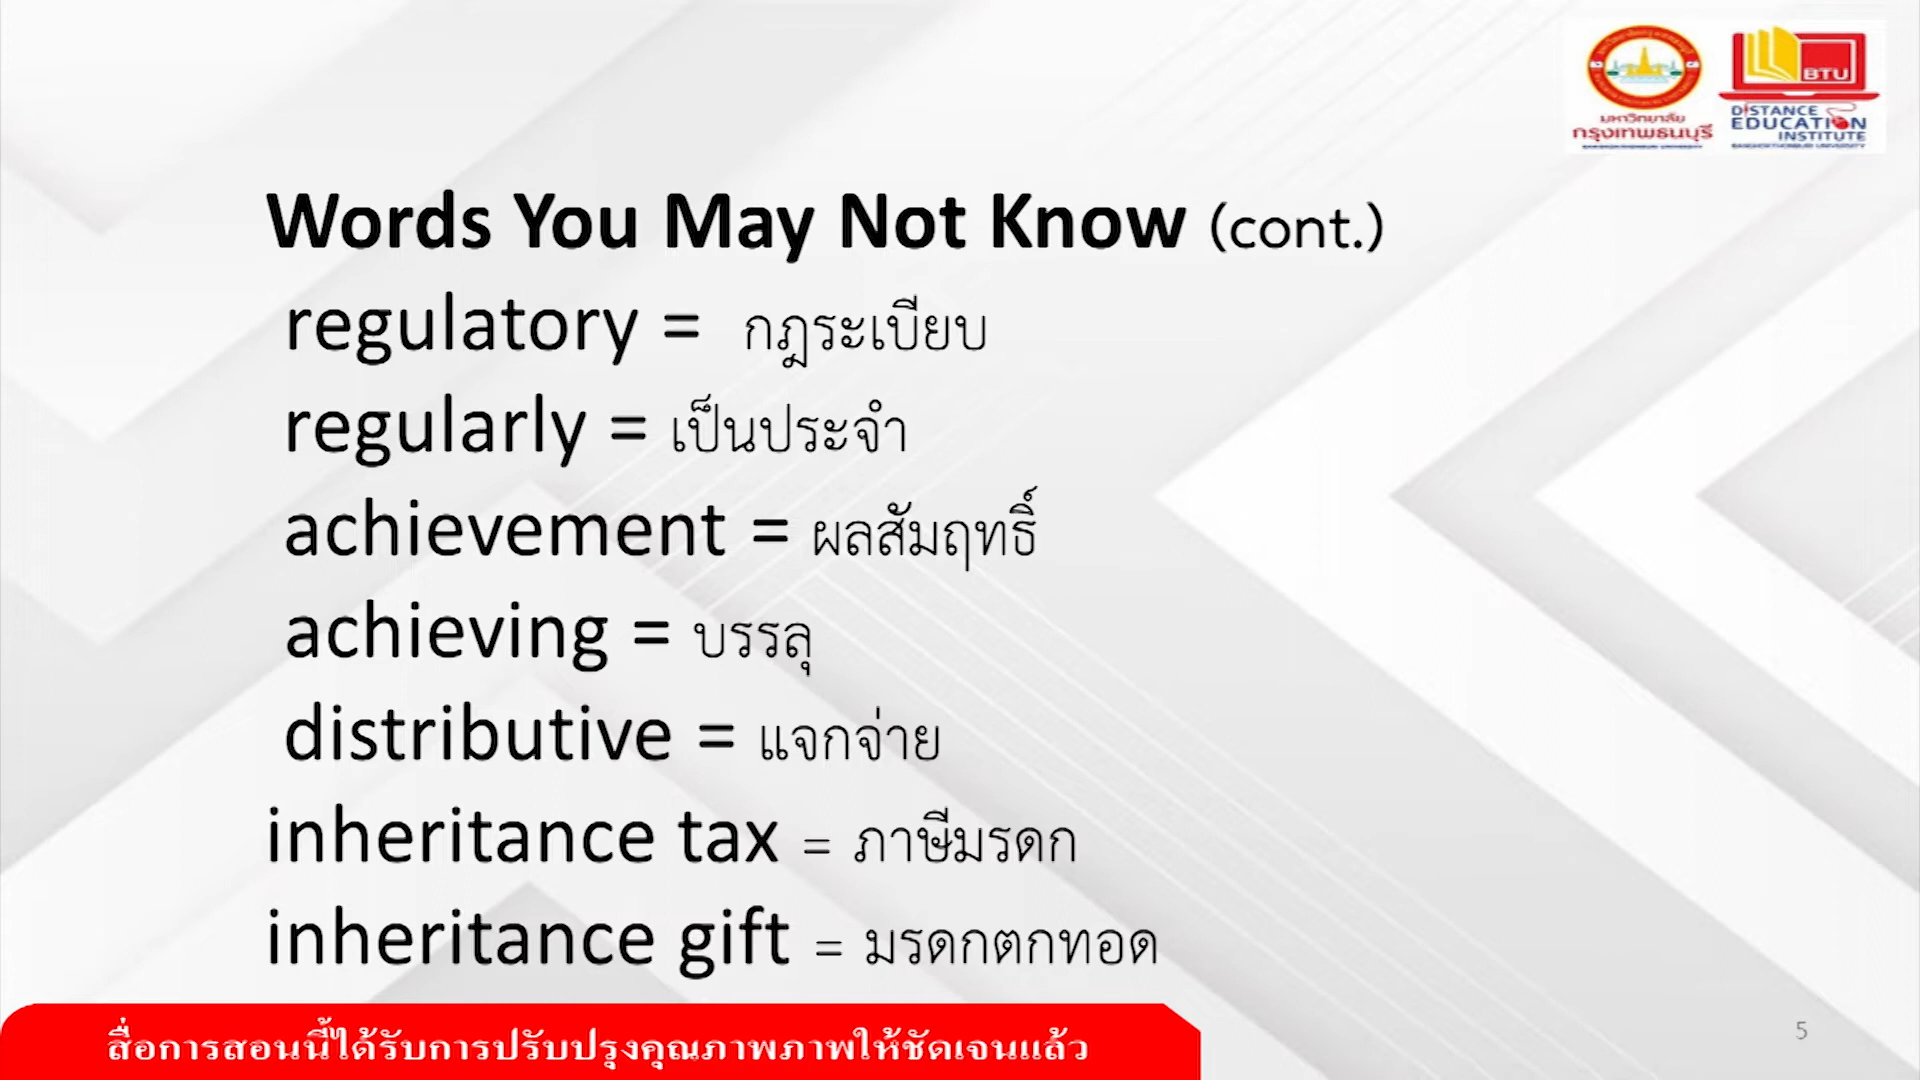 มหาวิทยาลัย
กรุงเทพธนบุรี
BANGKOKTHONBURI UNIVERSITY
BTU
DISTANCE
EDUCATION
INSTITUTE
BANGKOKTHONBURI UNIVERSITY
Words You May Not Know (cont.)
regulatory = กฎระเบียบ
regularly = เป็นประจำ
achievement = ผลสัมฤทธิ์
achieving = บรรลุ
distributive = แจกจ่าย
inheritance tax = ภาษีมรดก
inheritance gift = มรดกตกทอด
สื่อการสอนนี้ได้รับการปรับปรุงคุณภาพภาพให้ชัดเจนแล้ว
5